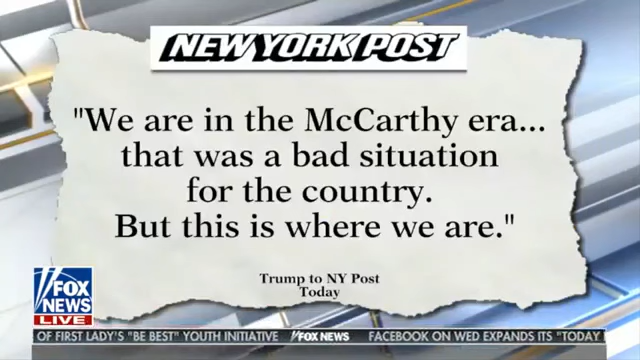 NEW YORK POST
"We are in the McCarthy era...
that was a bad situation
for the country.
But this is where we are."
Trump to NY Post
Today
FOX
NEWS
LIVE
OF FIRST LADY'S "BE BEST" YOUTH INITIATIVE FOX NEWS FACEBOOK ON WED EXPANDS ITS "TODAY